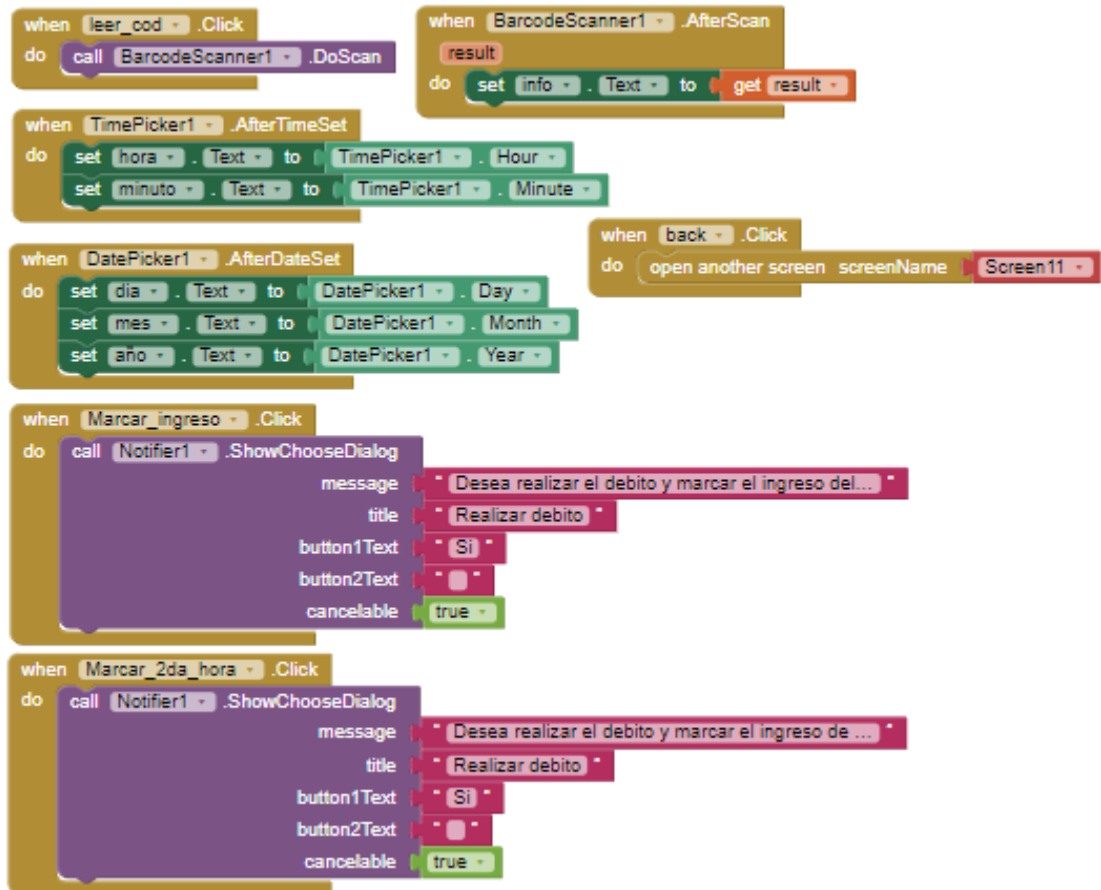 when leer_cod .Click
do call BarcodeScanner1 .DoScan
when BarcodeScanner1 .AfterScan
result
do set info . Text to get result
when TimePicker1 .AfterTimeSet
do set hora . Text to TimePicker1 . Hour
set minuto . Text to TimePicker1 . Minute
when back .Click
do open another screen screenName Screen11
when DatePicker1 .AfterDateSet
do set dia . Text to DatePicker1 . Day
set mes . Text to DatePicker1 . Month
set año . Text to DatePicker1 . Year
when Marcar_ingreso .Click
do call Notifier1 .ShowChooseDialog
message " Desea realizar el debito y marcar el ingreso del... "
title " Realizar debito "
button1Text " Si "
button2Text " "
cancelable true
when Marcar_2da_hora .Click
do call Notifier1 .ShowChooseDialog
message " Desea realizar el debito y marcar el ingreso de ... "
title " Realizar debito "
button1Text " Si "
button2Text " "
cancelable true